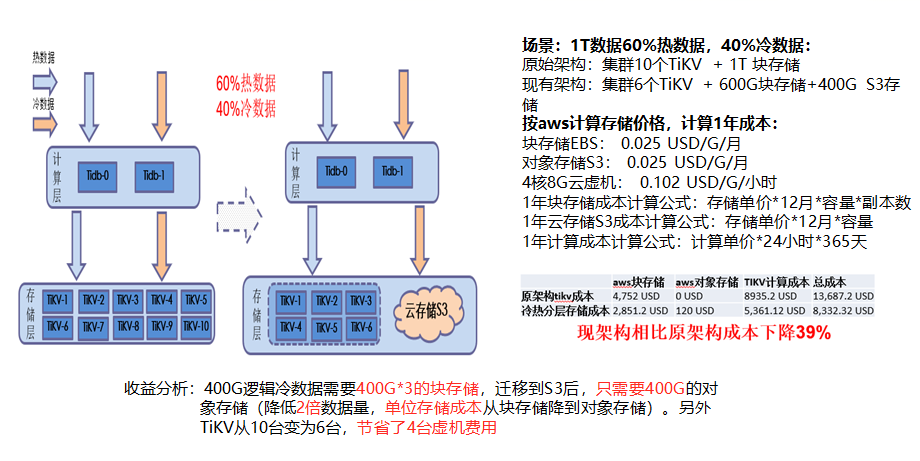 热数据
冷数据
60%热数据
40%冷数据
计算层
Tidb-0
Tidb-1
存储层
TiKV-1
TiKV-2
TiKV-3
TiKV-4
TiKV-5
TiKV-6
TiKV-7
TiKV-8
TiKV-9
TiKV-10
计算层
Tidb-0
Tidb-1
存储层
TiKV-1
TiKV-2
TiKV-3
TiKV-4
TiKV-5
TiKV-6
云存储S3
场景：1T数据60%热数据，40%冷数据：
原始架构：集群10个TiKV + 1T 块存储
现有架构：集群6个TiKV + 600G块存储+400G S3存
储
按aws计算存储价格，计算1年成本：
块存储EBS： 0.025 USD/G/月
对象存储S3： 0.025 USD/G/月
4核8G云虚机： 0.102 USD/G/小时
1年块存储成本计算公式：存储单价*12月*容量*副本数
1年云存储S3成本计算公式：存储单价*12月*容量
1年计算成本计算公式：计算单价*24小时*365天
aws块存储 aws对象存储 TIKV计算成本 总成本
原架构tikv成本 4,752 USD 0 USD 8935.2 USD 13,687.2 USD
冷热分层存储成本 2,851.2 USD 120 USD 5,361.12 USD 8,332.32 USD
现架构相比原架构成本下降39%
收益分析：400G逻辑冷数据需要400G*3的块存储，迁移到S3后，只需要400G的对
象存储（降低2倍数据量，单位存储成本从块存储降到对象存储）。另外
TiKV从10台变为6台，节省了4台虚机费用